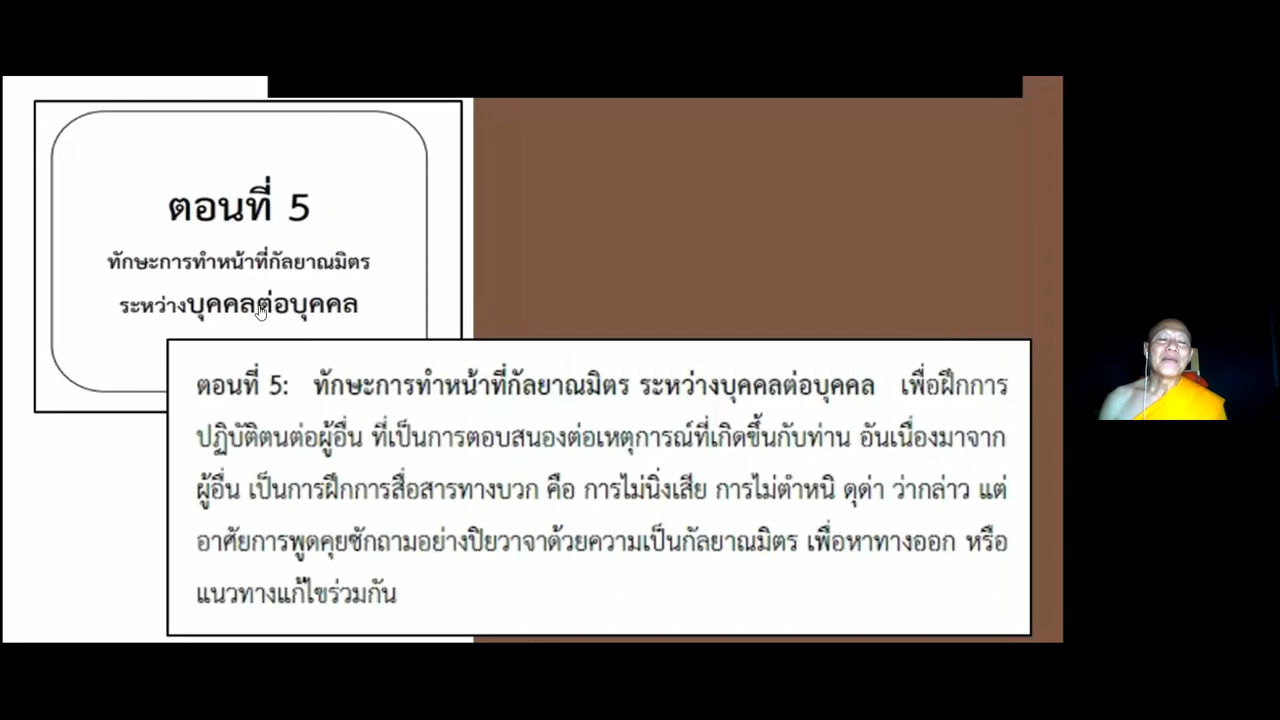 ตอนที่ 5
ทักษะการทำหน้าที่กัลยาณมิตร
ระหว่างบุคคลต่อบุคคล
ตอนที่ 5: ทักษะการทำหน้าที่กัลยาณมิตร ระหว่างบุคคลต่อบุคคล เพื่อฝึกการ
ปฏิบัติตนต่อผู้อื่น ที่เป็นการตอบสนองต่อเหตุการณ์ที่เกิดขึ้นกับท่าน อันเนื่องมาจาก
ผู้อื่น เป็นการฝึกการสื่อสารทางบวก คือ การไม่นิ่งเสีย การไม่ตำหนิ ดุด่า ว่ากล่าว แต่
อาศัยการพูดคุยซักถามอย่างปิยวาจาด้วยความเป็นกัลยาณมิตร เพื่อหาทางออก หรือ
แนวทางแก้ไขร่วมกัน